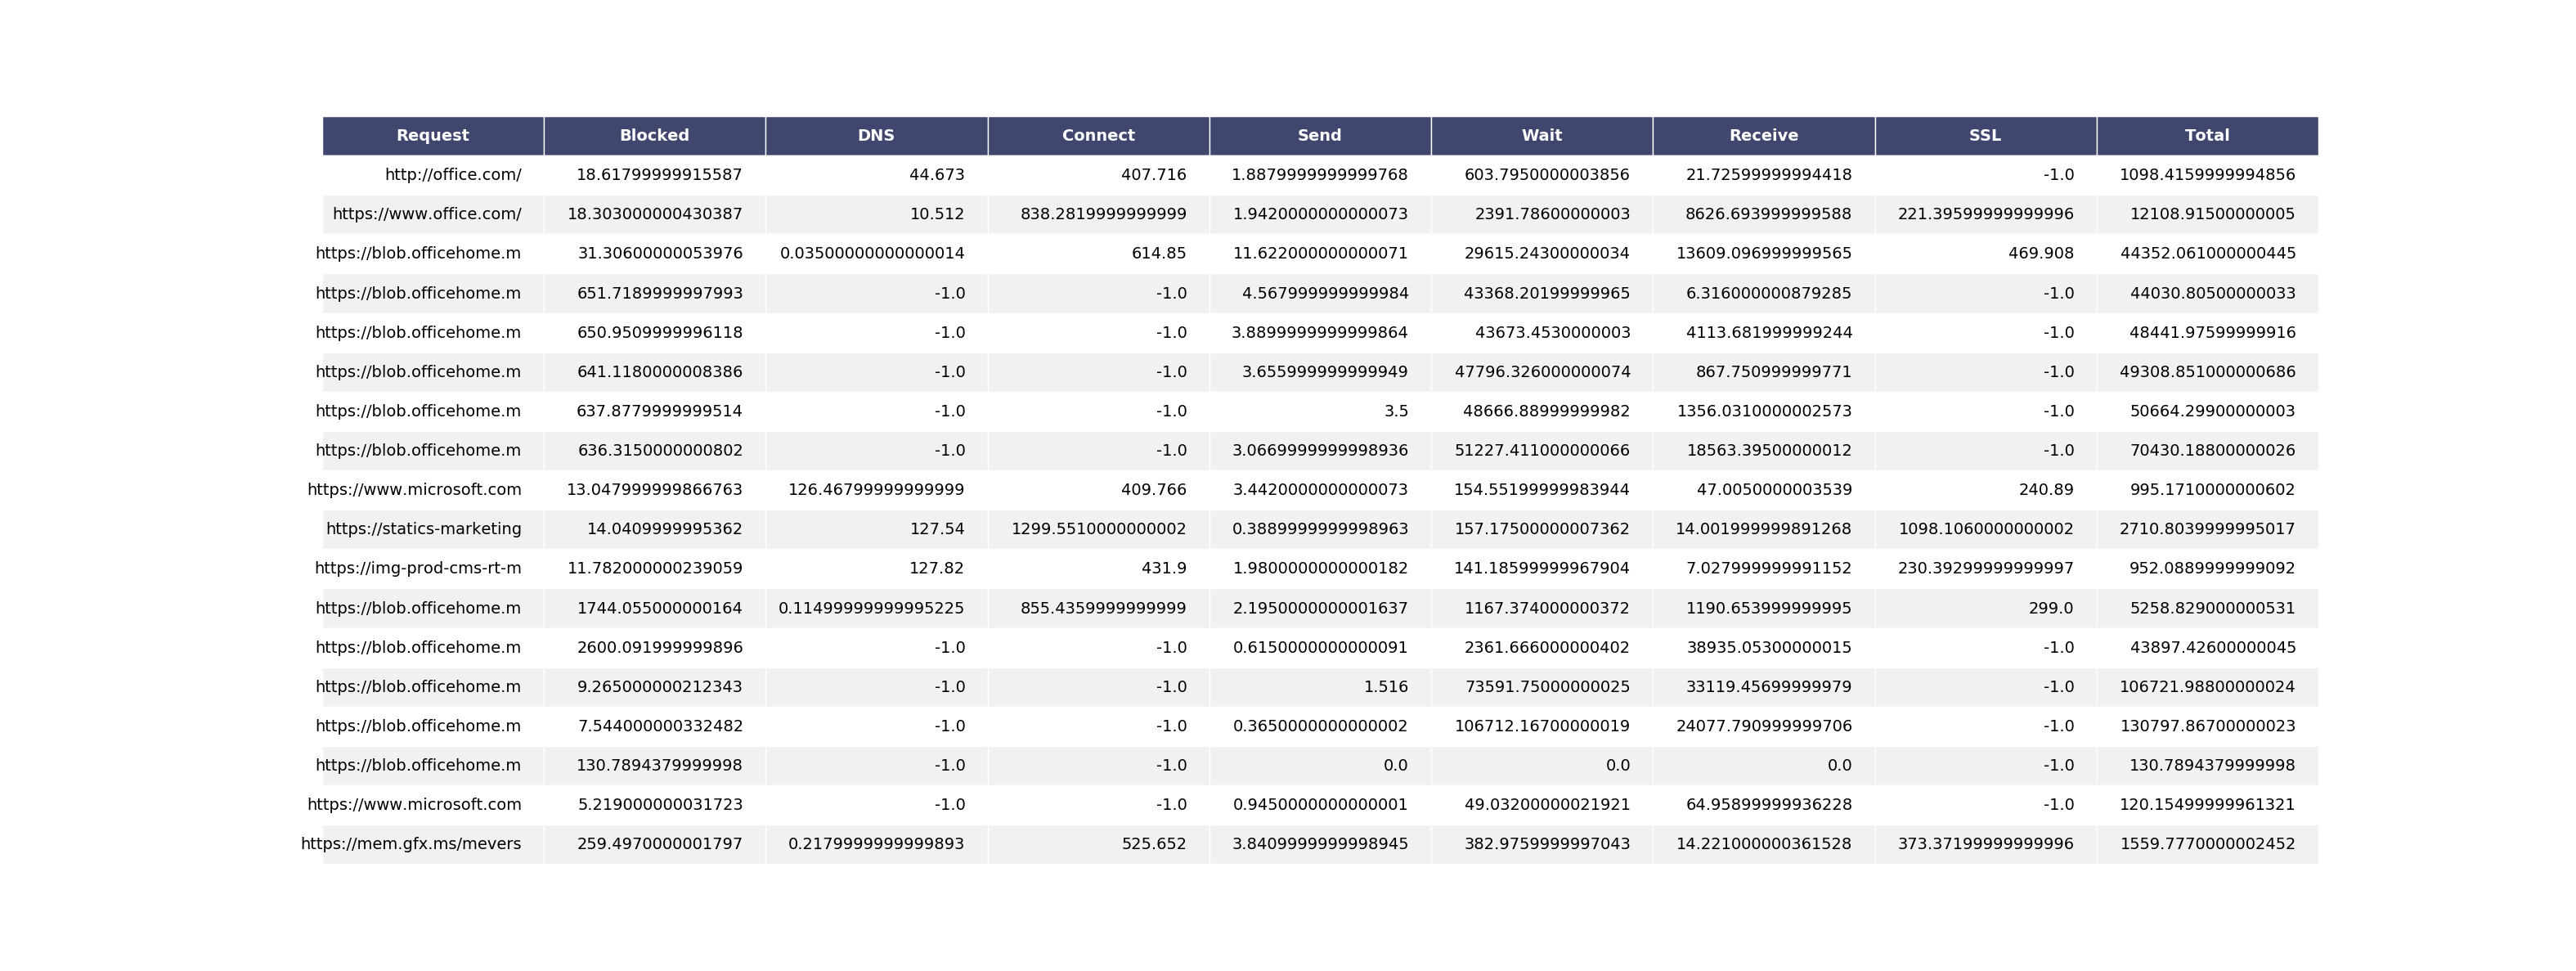 Request Blocked DNS Connect Send Wait Receive SSL Total
http://office.com/ 18.61799999915587 44.673 407.716 1.8879999999999768 603.7950000003856 21.72599999994418 -1.0 1098.4159999994856
https://www.office.com/ 18.303000000430387 10.512 838.2819999999999 1.9420000000000073 2391.78600000003 8626.693999999588 221.39599999999996 12108.91500000005
https://blob.officehome.m 31.30600000053976 0.03500000000000014 614.85 11.622000000000071 29615.24300000034 13609.096999999565 469.908 44352.061000000445
https://blob.officehome.m 651.7189999997993 -1.0 -1.0 4.567999999999984 43368.20199999965 6.316000000879285 -1.0 44030.80500000033
https://blob.officehome.m 650.9509999996118 -1.0 -1.0 3.8899999999999864 43673.4530000003 4113.681999999244 -1.0 48441.97599999916
https://blob.officehome.m 641.1180000008386 -1.0 -1.0 3.655999999999949 47796.326000000074 867.750999999771 -1.0 49308.851000000686
https://blob.officehome.m 637.8779999999514 -1.0 -1.0 3.5 48666.88999999982 1356.0310000002573 -1.0 50664.29900000003
https://blob.officehome.m 636.3150000000802 -1.0 -1.0 3.0669999999998936 51227.411000000066 18563.39500000012 -1.0 70430.18800000026
https://www.microsoft.com 13.047999999866763 126.46799999999999 409.766 3.4420000000000073 154.55199999983944 47.0050000003539 240.89 995.1710000000602
https://statics-marketing 14.0409999995362 127.54 1299.5510000000002 0.3889999999998963 157.17500000007362 14.001999999891268 1098.1060000000002 2710.8039999995017
https://img-prod-cms-rt-m 11.782000000239059 127.82 431.9 1.9800000000000182 141.18599999967904 7.027999999991152 230.39299999999997 952.0889999999092
https://blob.officehome.m 1744.055000000164 0.11499999999995225 855.4359999999999 2.1950000000001637 1167.374000000372 1190.653999999995 299.0 5258.829000000531
https://blob.officehome.m 2600.091999999896 -1.0 -1.0 0.6150000000000091 2361.666000000402 38935.05300000015 -1.0 43897.42600000045
https://blob.officehome.m 9.265000000212343 -1.0 -1.0 1.516 73591.75000000025 33119.45699999979 -1.0 106721.98800000024
https://blob.officehome.m 7.544000000332482 -1.0 -1.0 0.3650000000000002 106712.16700000019 24077.790999999706 -1.0 130797.86700000023
https://blob.officehome.m 130.7894379999998 -1.0 -1.0 0.0 0.0 0.0 -1.0 130.7894379999998
https://www.microsoft.com 5.219000000031723 -1.0 -1.0 0.9450000000000001 49.03200000021921 64.95899999936228 -1.0 120.15499999961321
https://mem.gfx.ms/mevers 259.4970000001797 0.2179999999999893 525.652 3.8409999999998945 382.9759999997043 14.221000000361528 373.37199999999996 1559.7770000002452